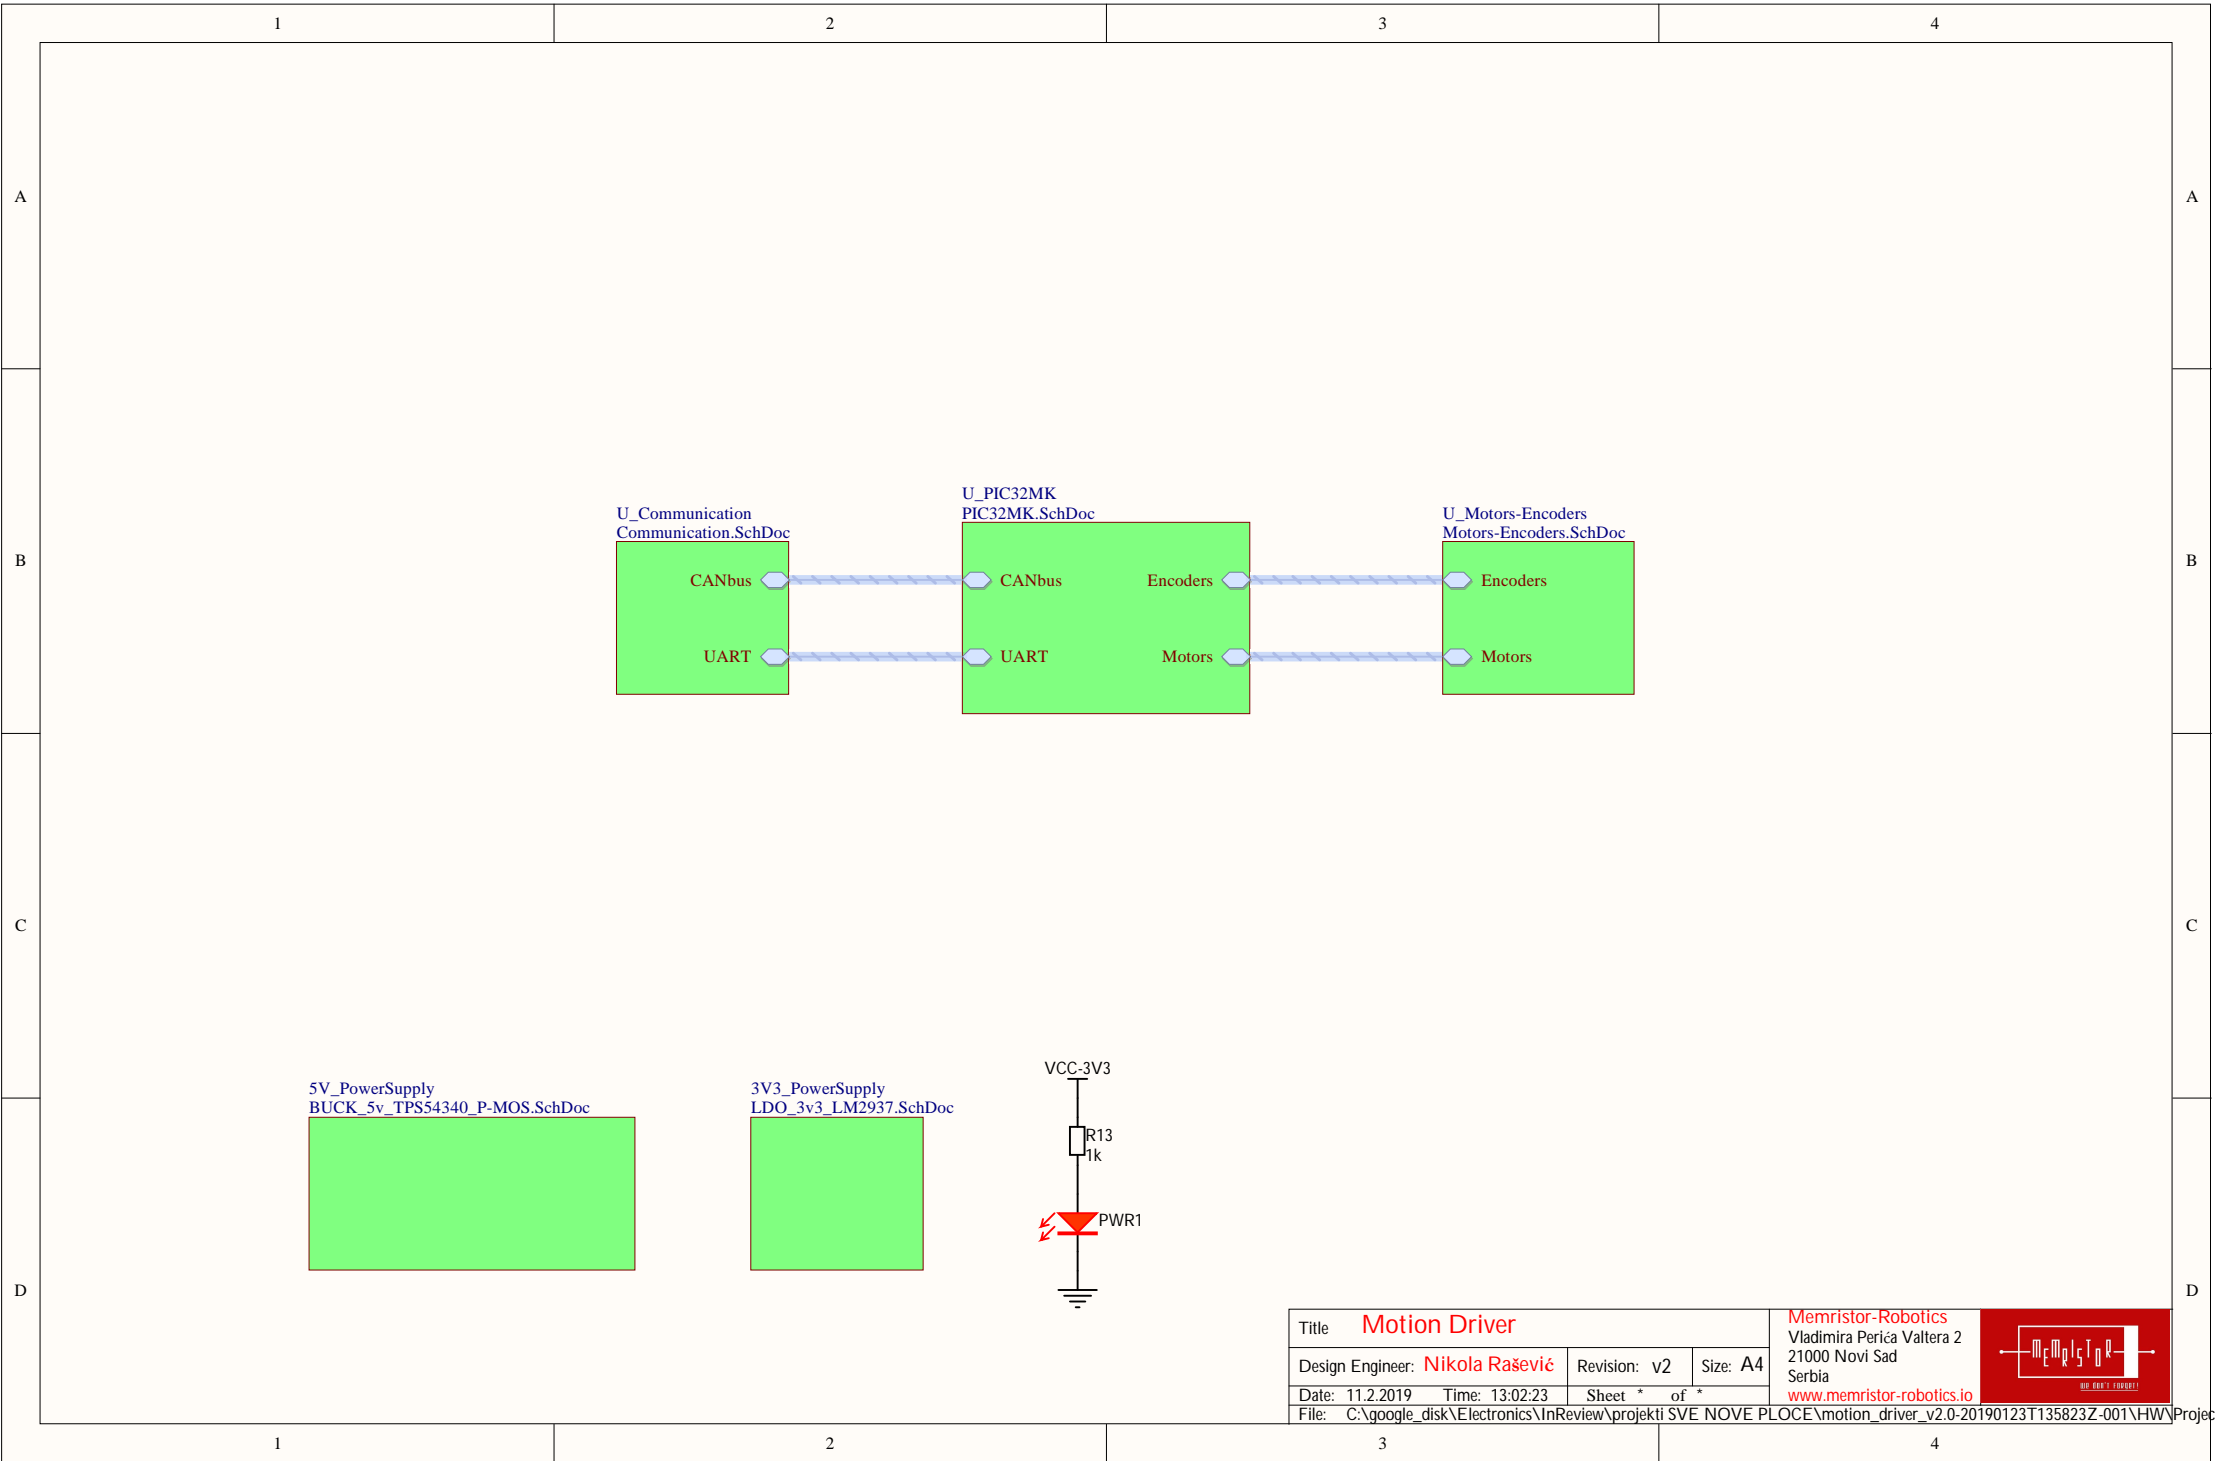 1 2 3 4
A A
U_PIC32MK
PIC32MK.SchDoc
U_Communication
Communication.SchDoc
U_Motors-Encoders
Motors-Encoders.SchDoc
B B
CANbus CANbus Encoders Encoders
UART UART Motors Motors
C C
VCC-3V3
5V_PowerSupply
BUCK_5v_TPS54340_P-MOS.SchDoc
3V3_PowerSupply
LDO_3v3_LM2937.SchDoc
R13
1k
PWR1
D D
Title Motion Driver
Design Engineer: Nikola Rašević Revision: v2 Size: A4
Date: 11.2.2019 Time: 13:02:23 Sheet * of *
File: C:\google_disk\Electronics\InReview\projekti SVE NOVE PLOCE\motion_driver_v2.0-20190123T135823Z-001\HW\Projec
Memristor-Robotics
Vladimira Perića Valtera 2
21000 Novi Sad
Serbia
www.memristor-robotics.io
MEMRISTOR
WE DON'T FORGET!
1 2 3 4